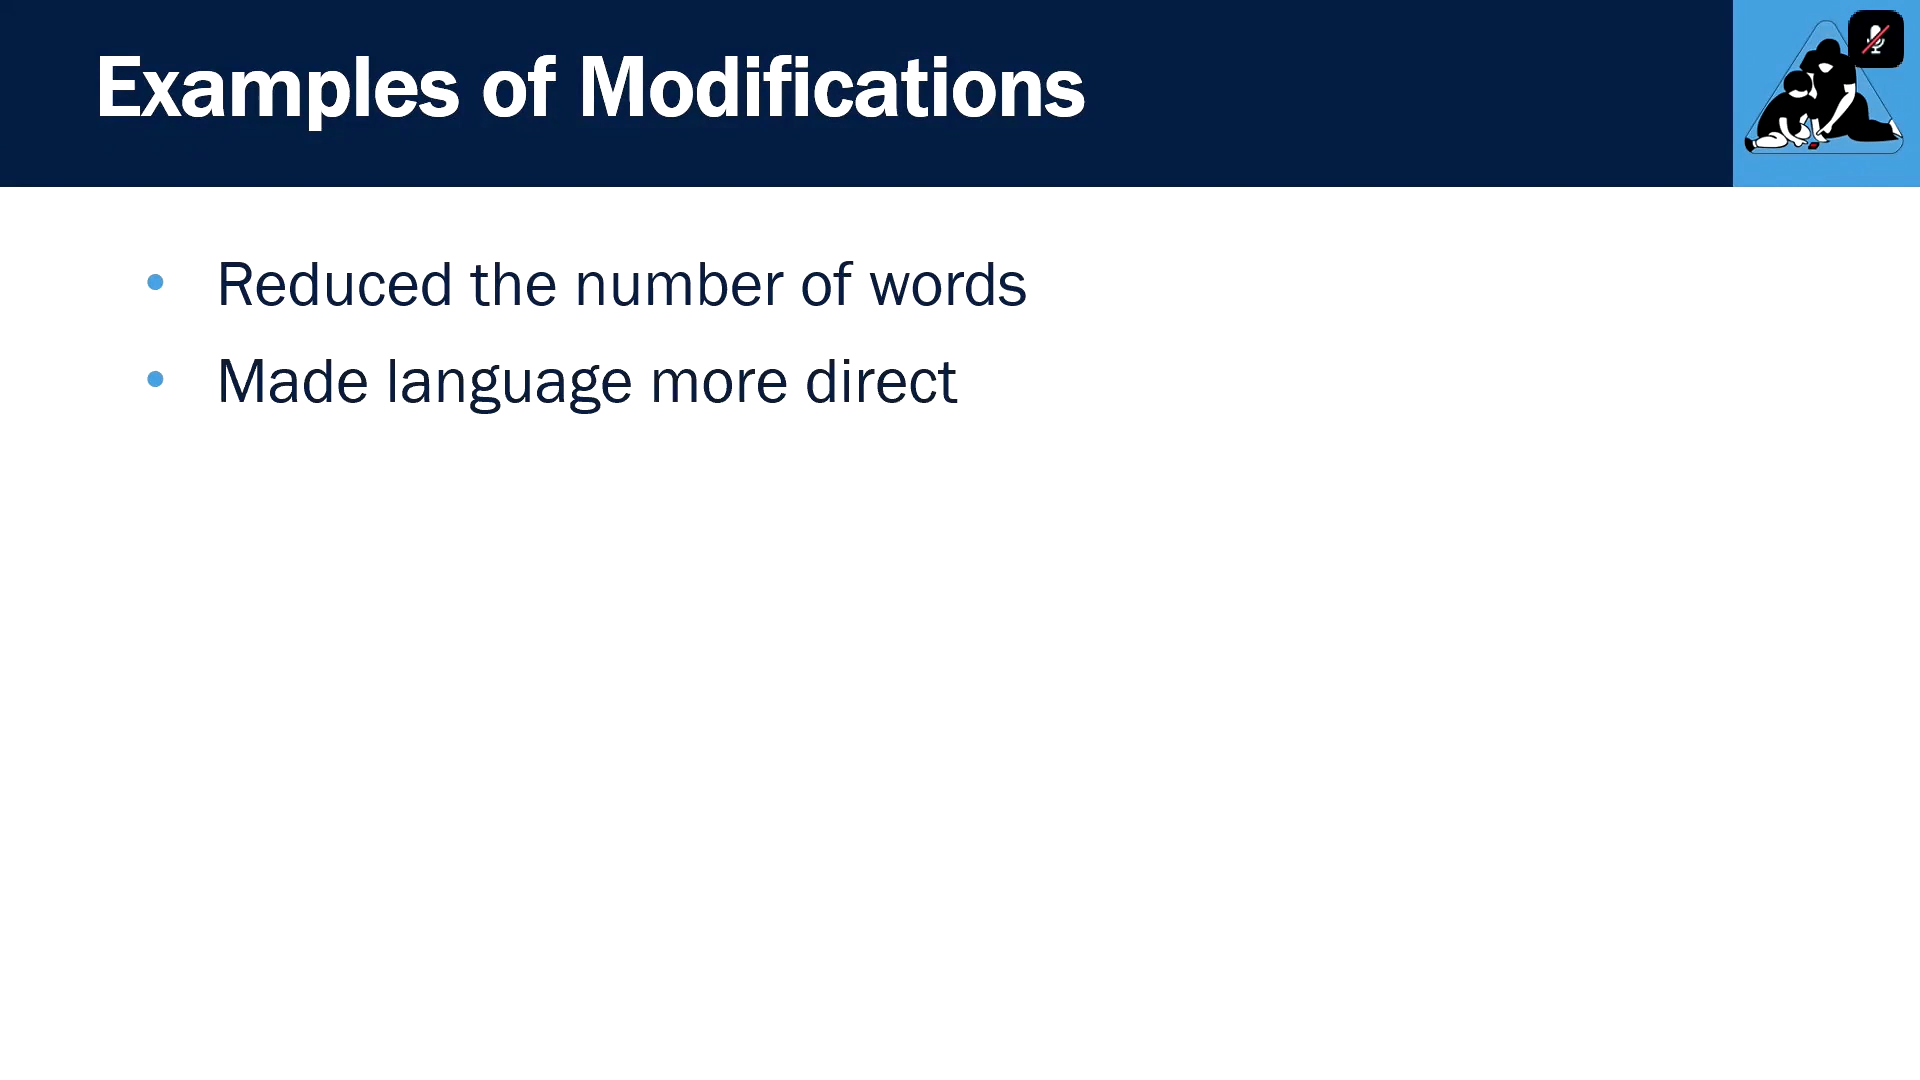 Examples of Modifications
• Reduced the number of words
• Made language more direct